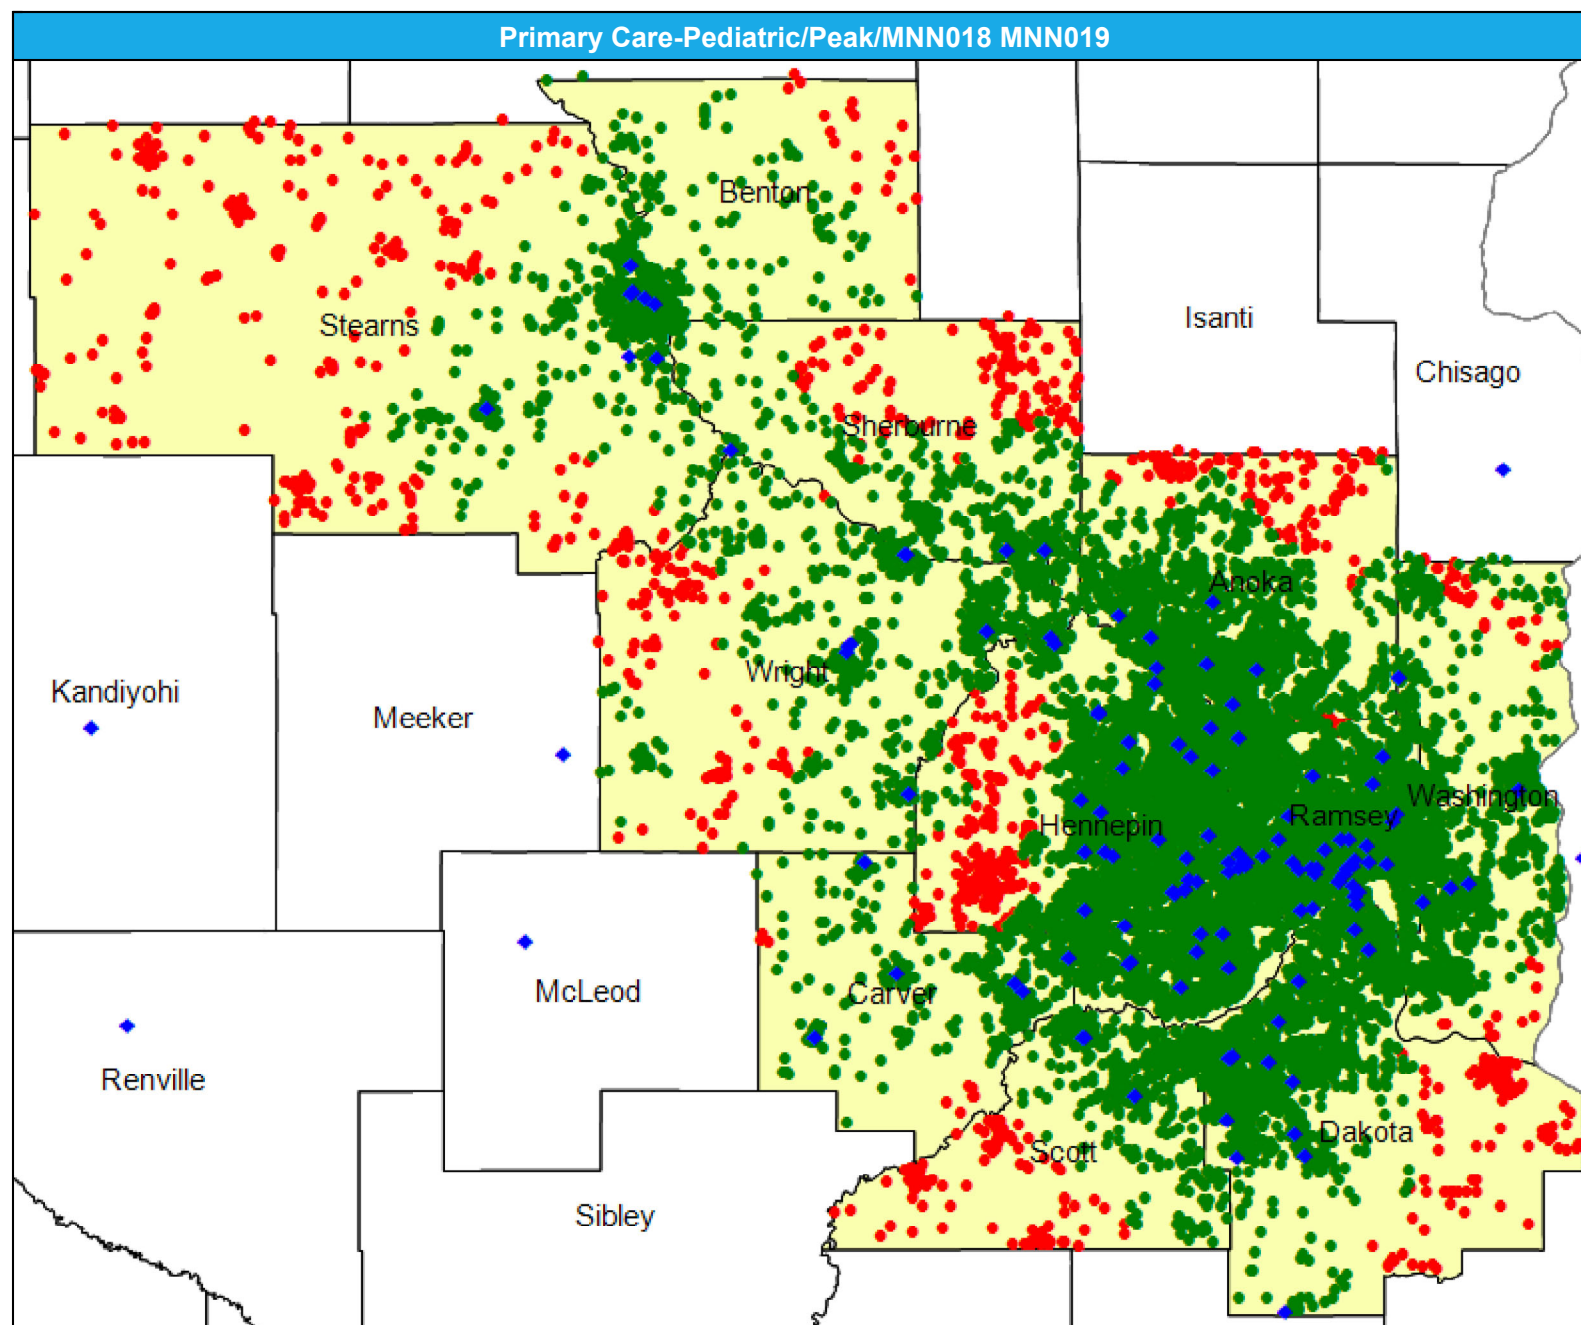 Primary Care-Pediatric/Peak/MNN018 MNN019
Benton
Isanti
Stearns
Chisago
Sherburne
Anoka
Wright
Kandiyohi
Meeker
Washington
Ramsey
Hennepin
McLeod
Carver
Renville
Dakota
Scott
Sibley